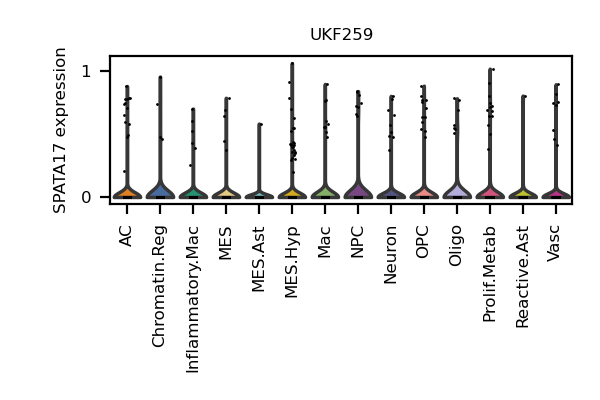 UKF259
SPATA17 expression
1
0
AC
Chromatin.Reg
Inflammatory.Mac
MES
MES.Ast
MES.Hyp
Mac
NPC
Neuron
OPC
Oligo
Prolif.Metab
Reactive.Ast
Vasc